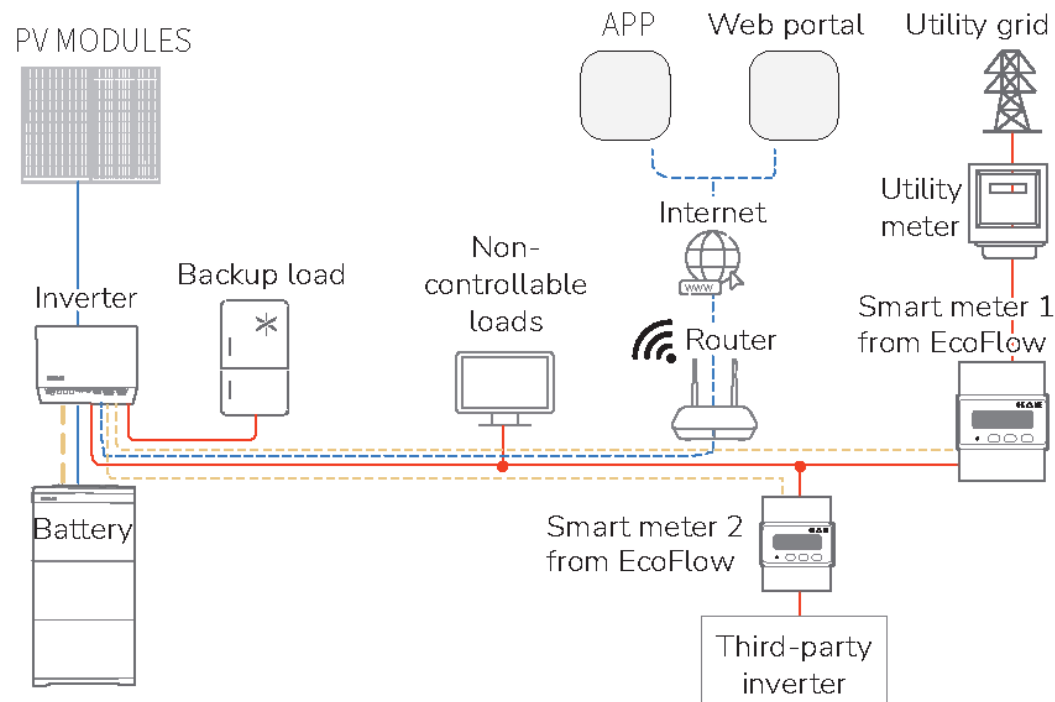 PV MODULES
APP
Web portal
Utility grid
Utility
meter
Internet
www
Non-
controllable
loads
Backup load
Inverter
Router
Smart meter 1
from EcoFlow
Battery
Smart meter 2
from EcoFlow
Third-party
inverter